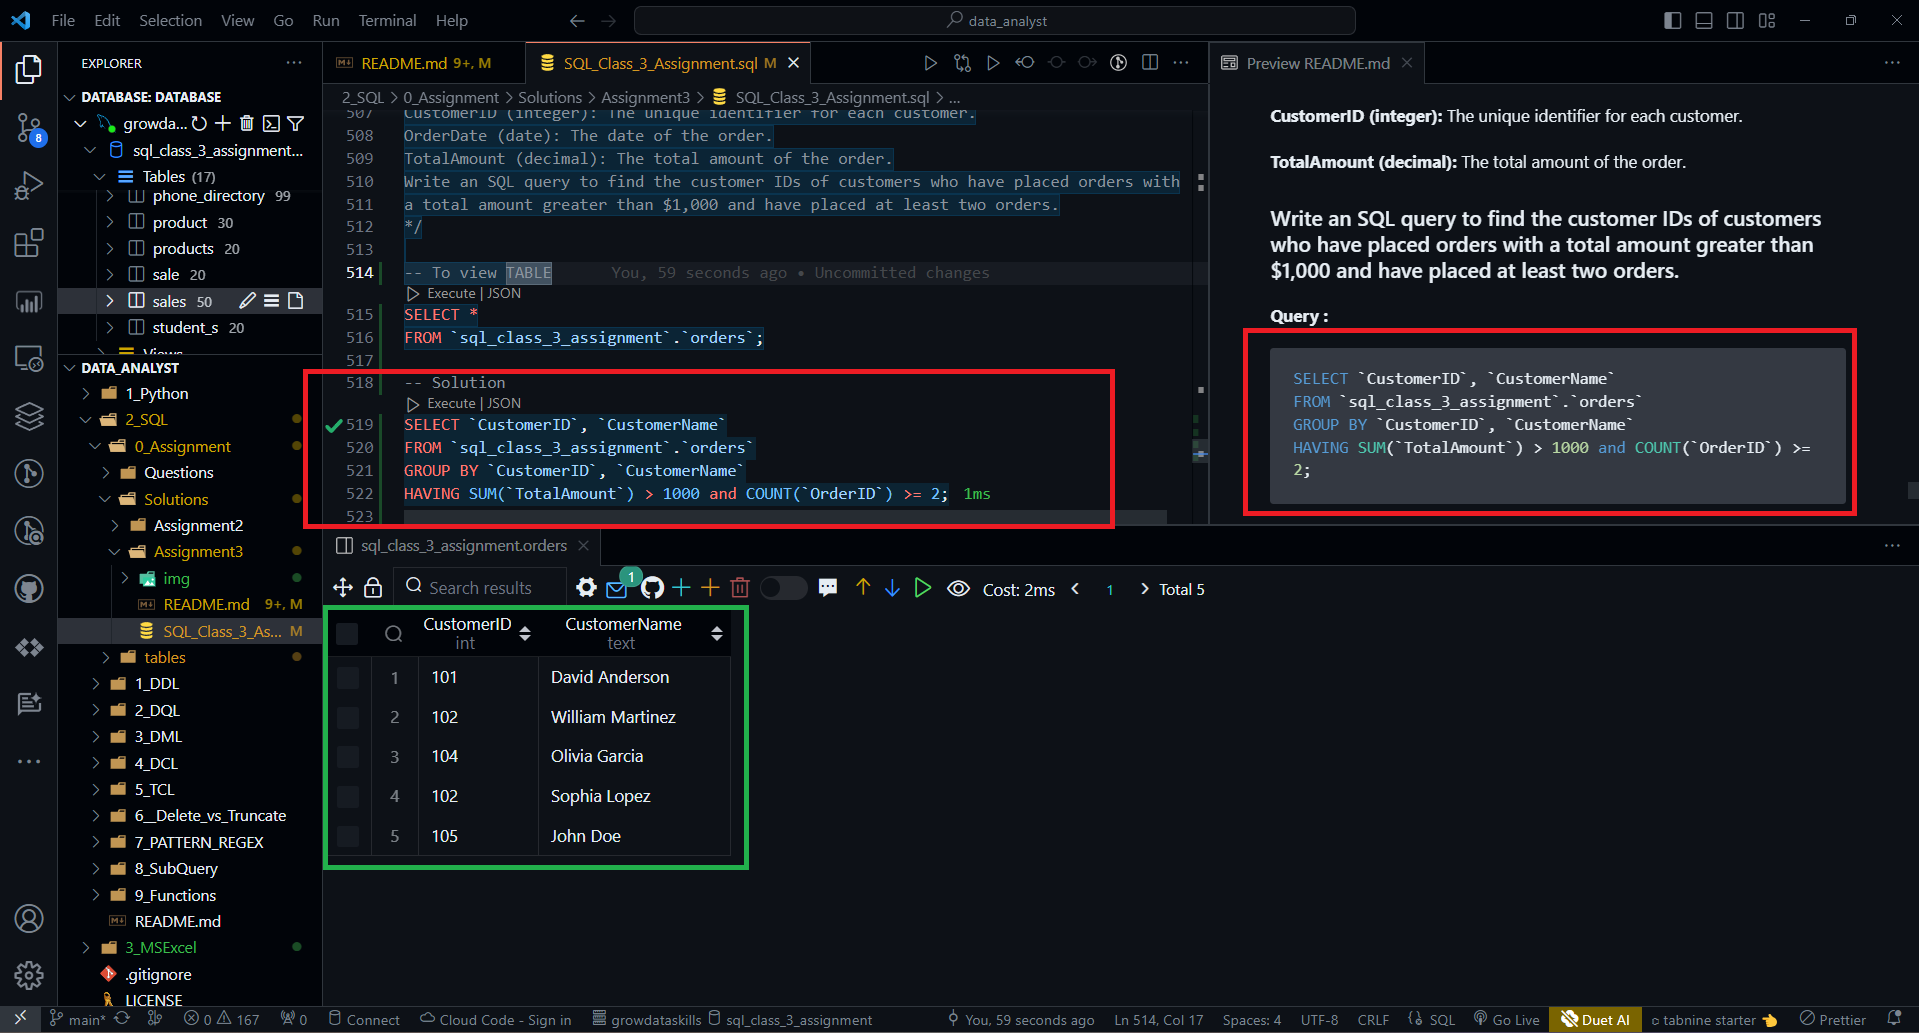 File Edit Selection View Go Run Terminal Help
data_analyst
EXPLORER
DATABASE: DATABASE
growda...
sql_class_3_assignment...
Tables (17)
phone_directory 99
product 30
products 20
sale 20
sales 50
student_s 20
Views
DATA_ANALYST
1_Python
2_SQL
0_Assignment
Questions
Solutions
Assignment2
Assignment3
img
README.md 9+, M
SQL_Class_3_As... M
tables
1_DDL
2_DQL
3_DML
4_DCL
5_TCL
6__Delete_vs_Truncate
7_PATTERN_REGEX
8_SubQuery
9_Functions
README.md
3_MSExcel
.gitignore
LICENSE
8
README.md 9+, M
SQL_Class_3_Assignment.sql M
2_SQL > 0_Assignment > Solutions > Assignment3 > SQL_Class_3_Assignment.sql > ...
507 CustomerID (integer): The unique identifier for each customer.
508 OrderDate (date): The date of the order.
509 TotalAmount (decimal): The total amount of the order.
510 Write an SQL query to find the customer IDs of customers who have placed orders with
511 a total amount greater than $1,000 and have placed at least two orders.
512 */
513
514 -- To view TABLE You, 59 seconds ago • Uncommitted changes
Execute | JSON
515 SELECT *
516 FROM `sql_class_3_assignment`.`orders`;
517
518 -- Solution
Execute | JSON
519 SELECT `CustomerID`, `CustomerName`
520 FROM `sql_class_3_assignment`.`orders`
521 GROUP BY `CustomerID`, `CustomerName`
522 HAVING SUM(`TotalAmount`) > 1000 and COUNT(`OrderID`) >= 2; 1ms
523
Preview README.md
CustomerID (integer): The unique identifier for each customer.
TotalAmount (decimal): The total amount of the order.
Write an SQL query to find the customer IDs of customers
who have placed orders with a total amount greater than
$1,000 and have placed at least two orders.
Query :
SELECT `CustomerID`, `CustomerName`
FROM `sql_class_3_assignment`.`orders`
GROUP BY `CustomerID`, `CustomerName`
HAVING SUM(`TotalAmount`) > 1000 and COUNT(`OrderID`) >=
2;
sql_class_3_assignment.orders
Search results
1
Cost: 2ms < 1 > Total 5
CustomerID CustomerName
int text
1 101 David Anderson
2 102 William Martinez
3 104 Olivia Garcia
4 102 Sophia Lopez
5 105 John Doe
main* 0 167 0 Connect Cloud Code - Sign in growdataskills sql_class_3_assignment You, 59 seconds ago Ln 514, Col 17 Spaces: 4 UTF-8 CRLF SQL Go Live Duet AI tabnine starter Prettier